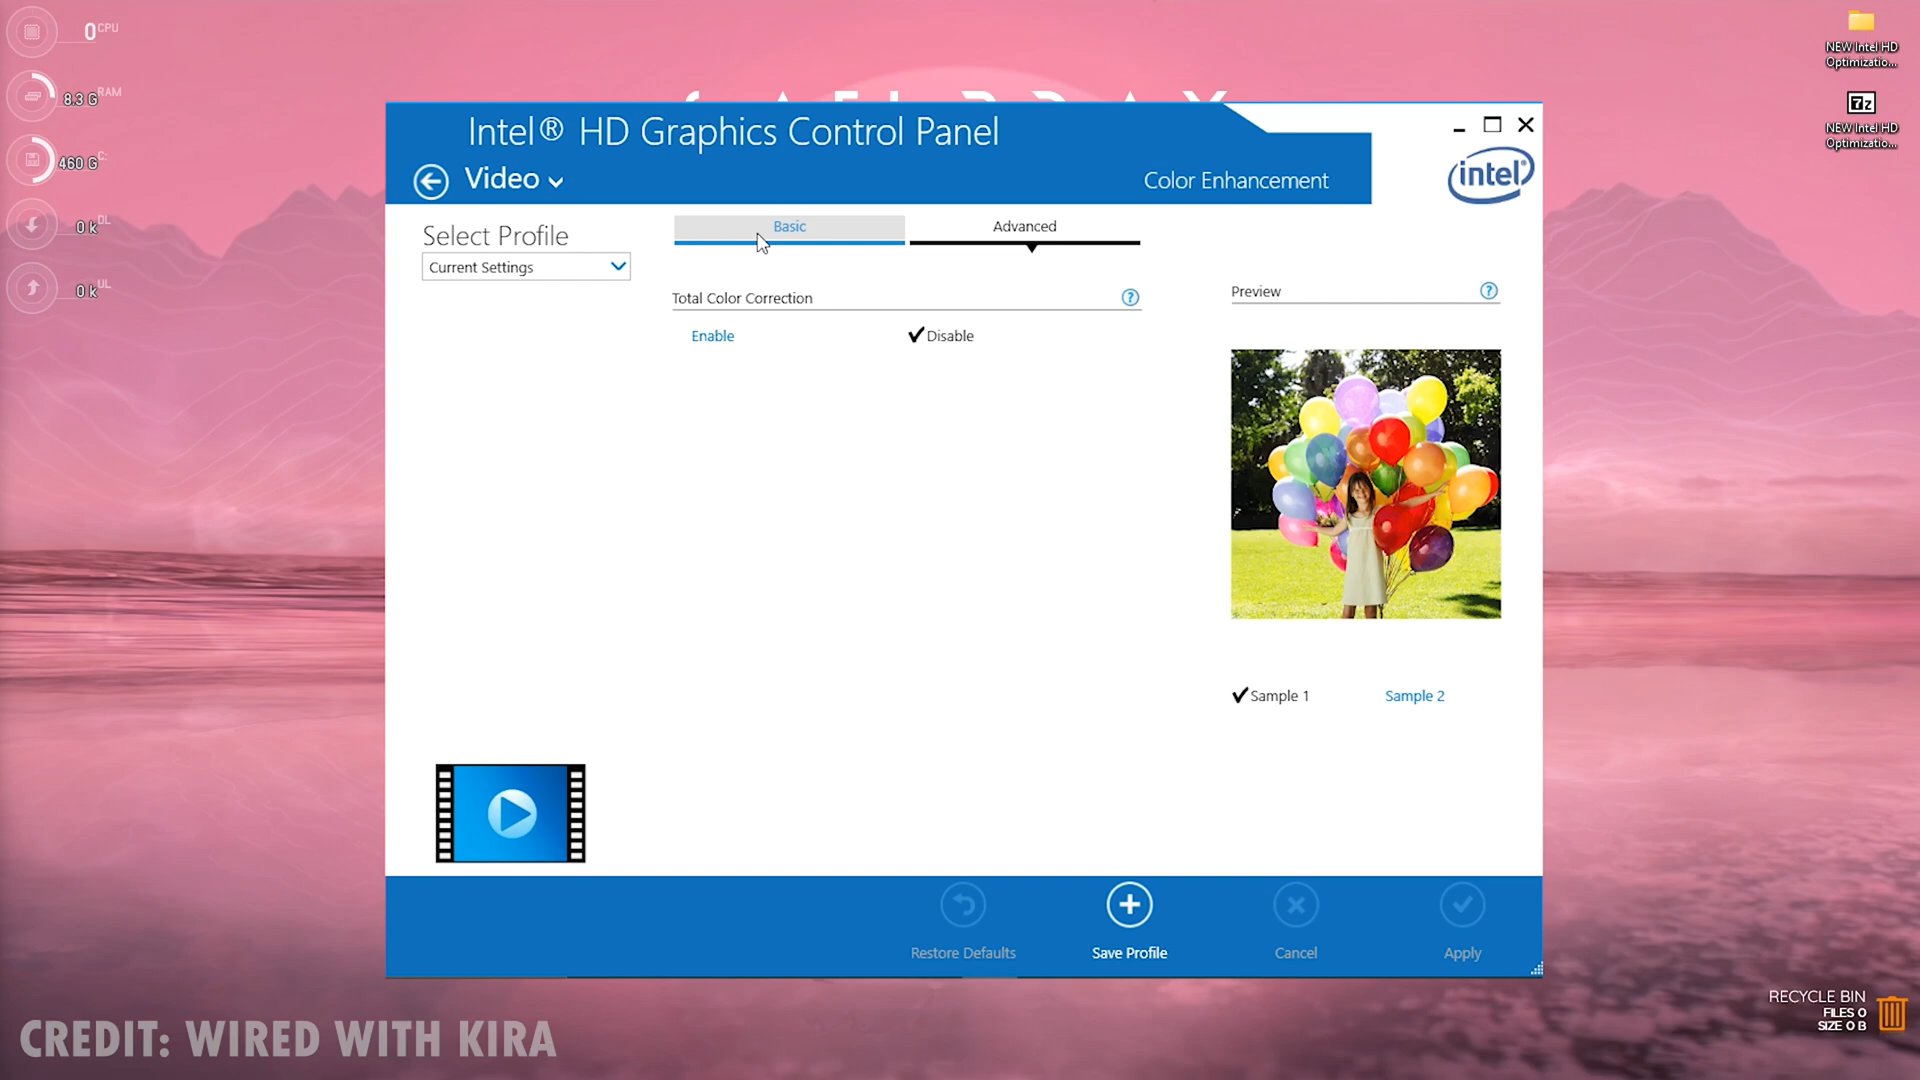 0 CPU
8.3 G RAM
460 G C:
0 k DL
0 k UL
NEW Intel HD
Optimizatio...
NEW Intel HD
Optimizatio...
7z
Intel® HD Graphics Control Panel
Video
Color Enhancement
intel®
Select Profile
Current Settings
Basic
Advanced
Total Color Correction
?
Enable
Disable
Preview
?
Sample 1
Sample 2
Restore Defaults
Save Profile
Cancel
Apply
RECYCLE BIN
FILES 0
SIZE 0 B
CREDIT: WIRED WITH KIRA